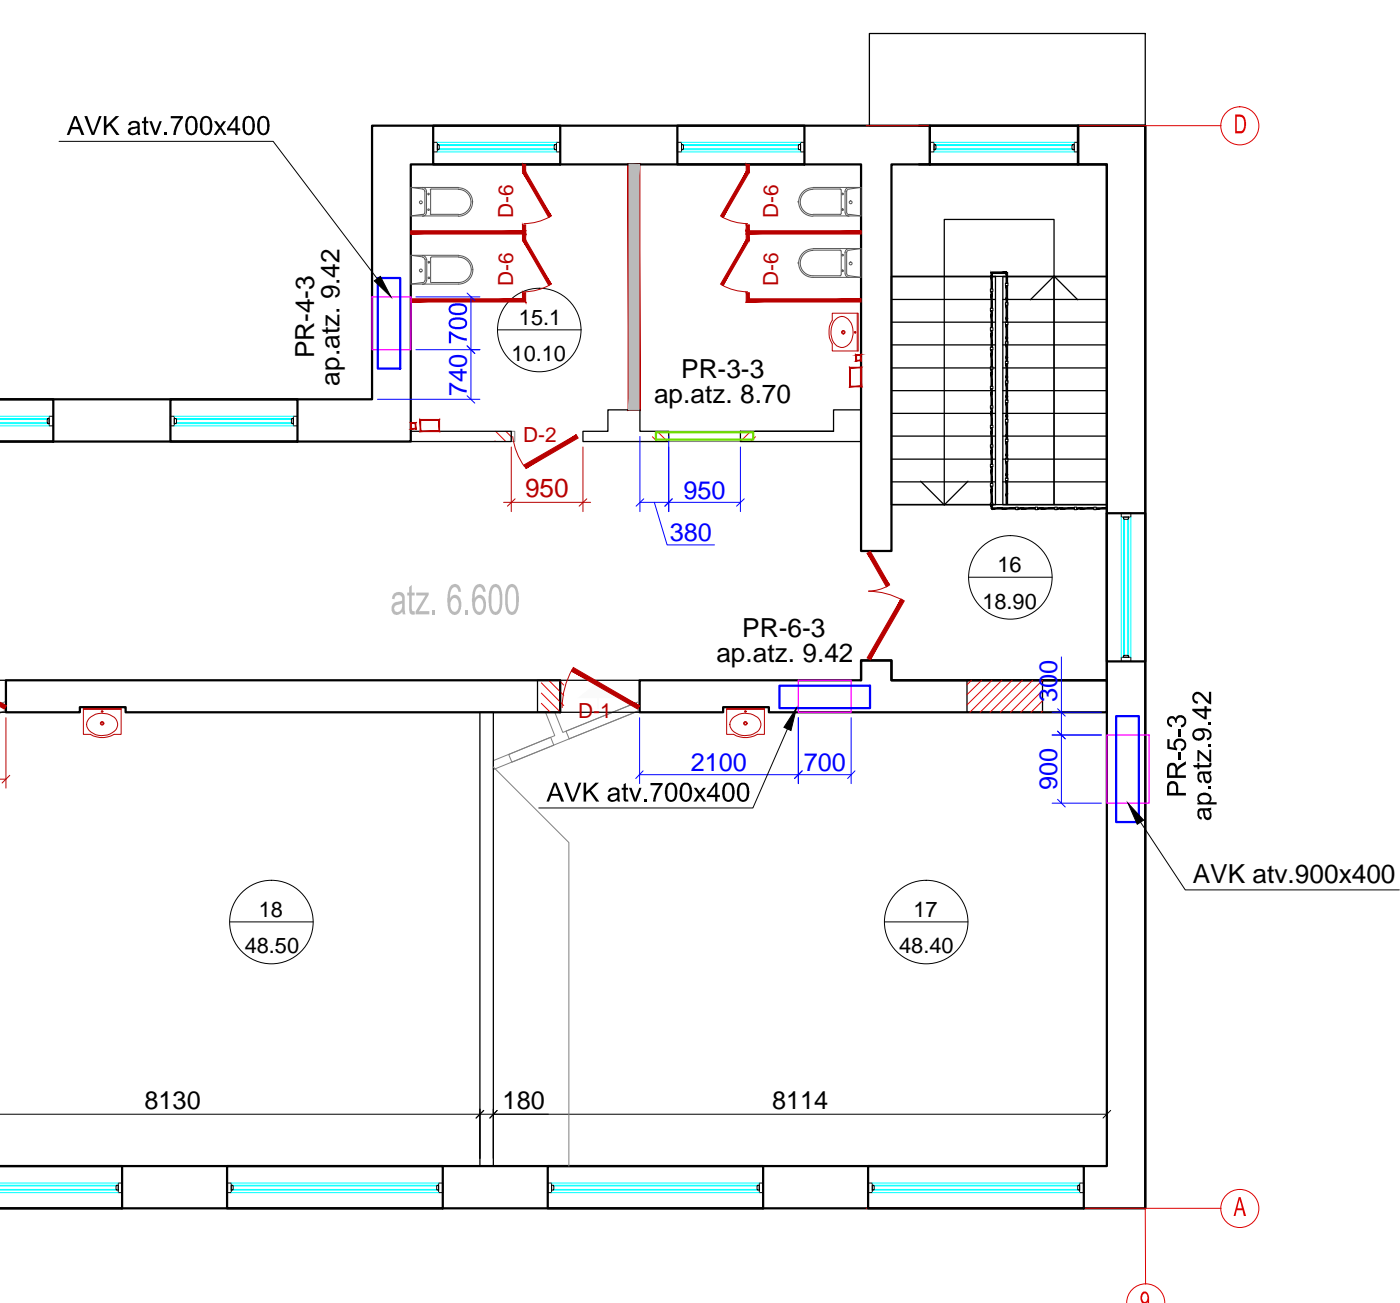 D
AVK atv.700x400
D-6
D-6
D-6
D-6
PR-4-3
ap.atz. 9.42
15.1
10.10
700
740
PR-3-3
ap.atz. 8.70
D-2
950
950
380
16
18.90
atz. 6.600
PR-6-3
ap.atz. 9.42
300
900
PR-5-3
ap.atz.9.42
D-1
2100
700
AVK atv.700x400
AVK atv.900x400
18
48.50
17
48.40
8130
180
8114
A
9